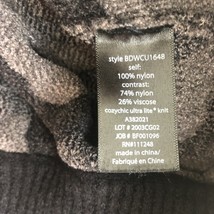 style BDWCU1648
self:
100% nylon
contrast:
74% nylon
26% viscose
cozychic ultra lite® knit
A382021
LOT # 2003CG02
JOB # BF001096
RN#111248
made in China/
Fabriqué en Chine